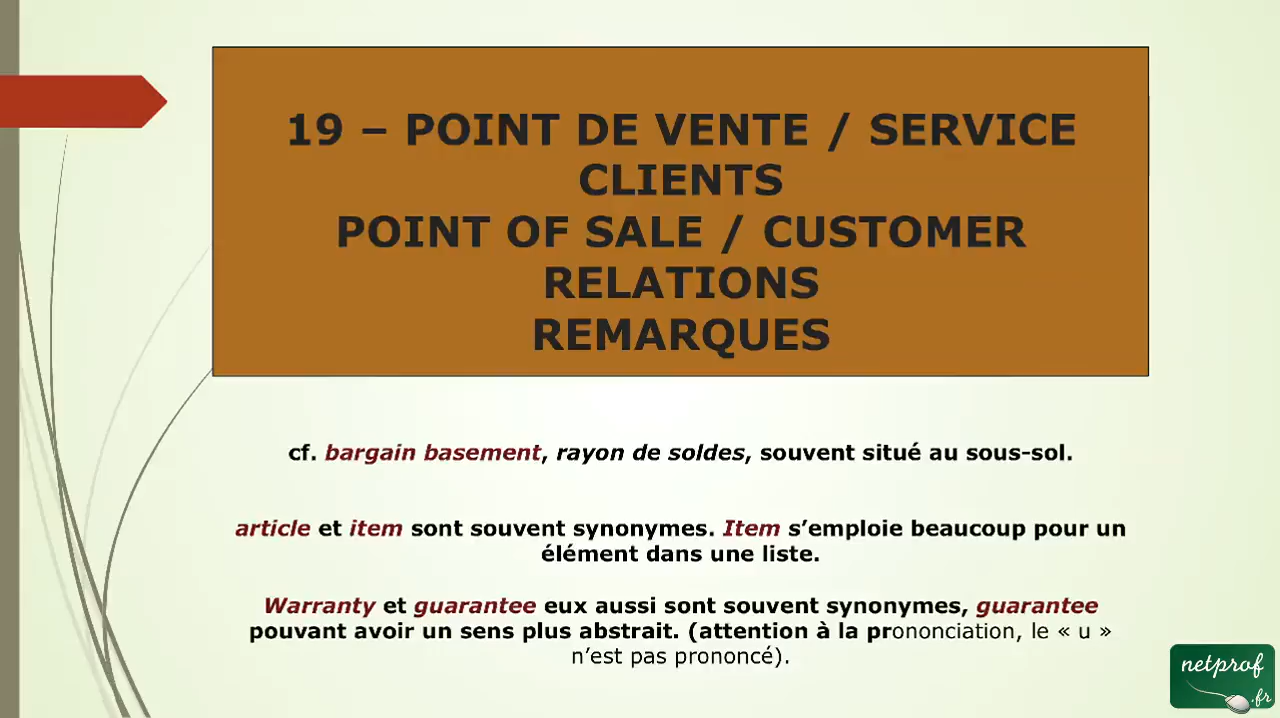 19 – POINT DE VENTE / SERVICE
CLIENTS
POINT OF SALE / CUSTOMER
RELATIONS
REMARQUES
cf. bargain basement, rayon de soldes, souvent situé au sous-sol.
article et item sont souvent synonymes. Item s’emploie beaucoup pour un
élément dans une liste.
Warranty et guarantee eux aussi sont souvent synonymes, guarantee
pouvant avoir un sens plus abstrait. (attention à la prononciation, le « u »
n’est pas prononcé).
netprof
.fr